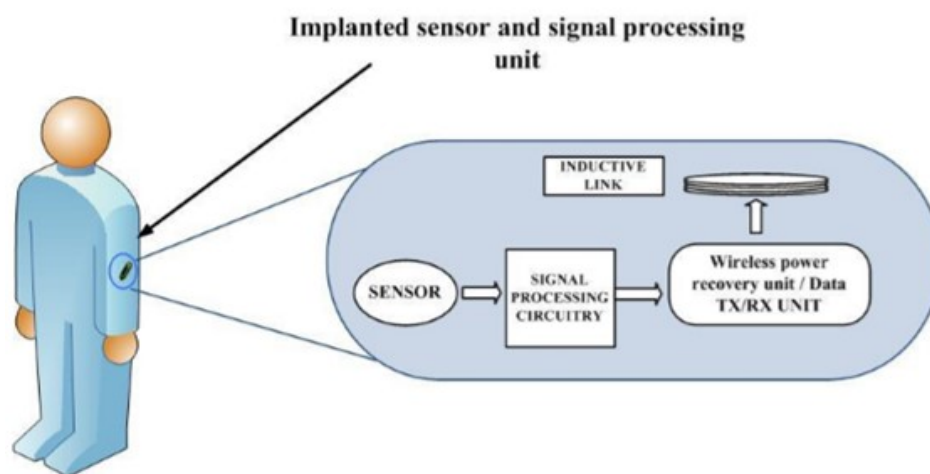 Implanted sensor and signal processing
unit
INDUCTIVE
LINK
SENSOR
SIGNAL
PROCESSING
CIRCUITRY
Wireless power
recovery unit / Data
TX/RX UNIT